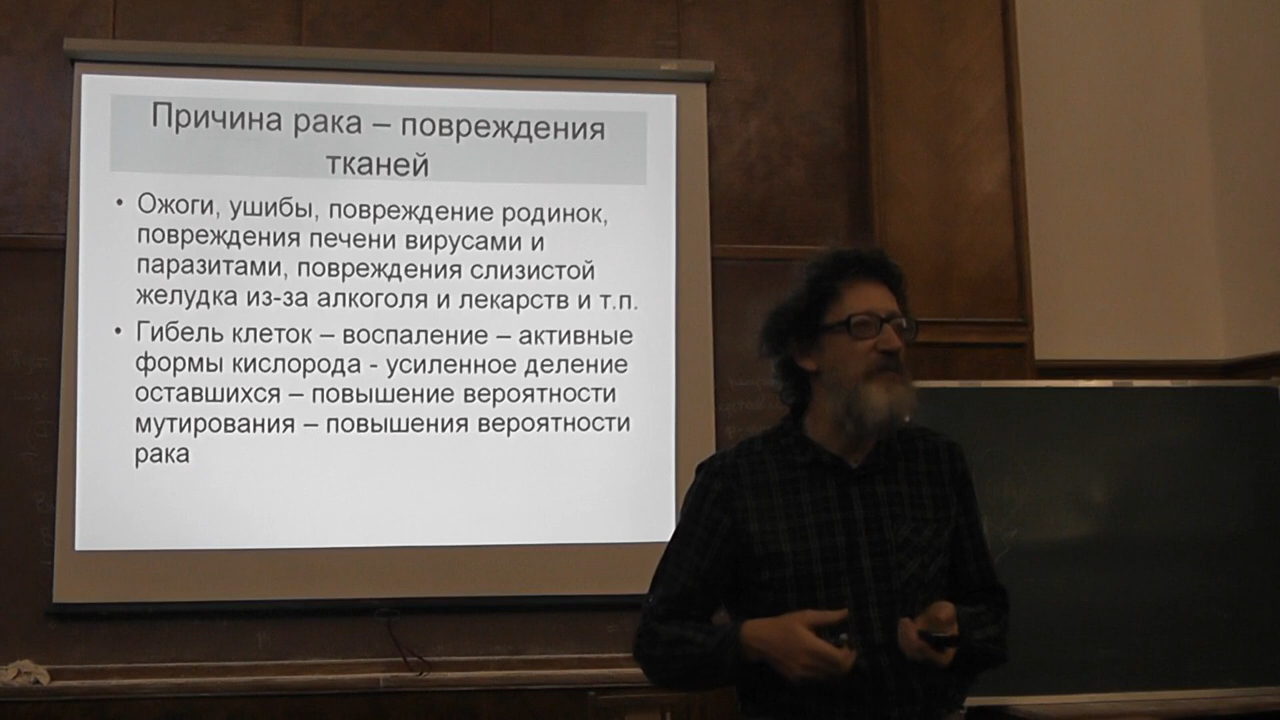 Причина рака – повреждения
тканей
• Ожоги, ушибы, повреждение родинок,
повреждения печени вирусами и
паразитами, повреждения слизистой
желудка из-за алкоголя и лекарств и т.п.
• Гибель клеток – воспаление – активные
формы кислорода - усиленное деление
оставшихся – повышение вероятности
мутирования – повышения вероятности
рака